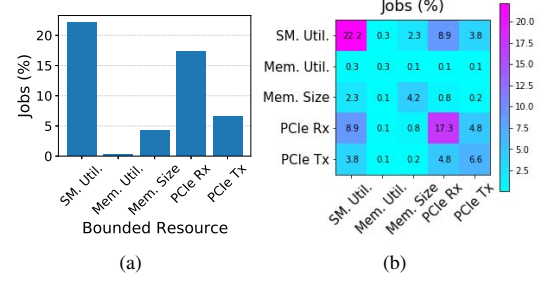 Jobs (%)
20
15
10
5
0
SM. Util.
Mem. Util.
Mem. Size
PCIe Rx
PCIe Tx
Bounded Resource
(a)
Jobs (%)
SM. Util. 22.2 0.3 2.3 8.9 3.8
Mem. Util. 0.3 0.3 0.1 0.1 0.1
Mem. Size 2.3 0.1 4.2 0.8 0.2
PCIe Rx 8.9 0.1 0.8 17.3 4.8
PCIe Tx 3.8 0.1 0.2 4.8 6.6
SM. Util.
Mem. Util.
Mem. Size
PCIe Rx
PCIe Tx
20.0
17.5
15.0
12.5
10.0
7.5
5.0
2.5
(b)